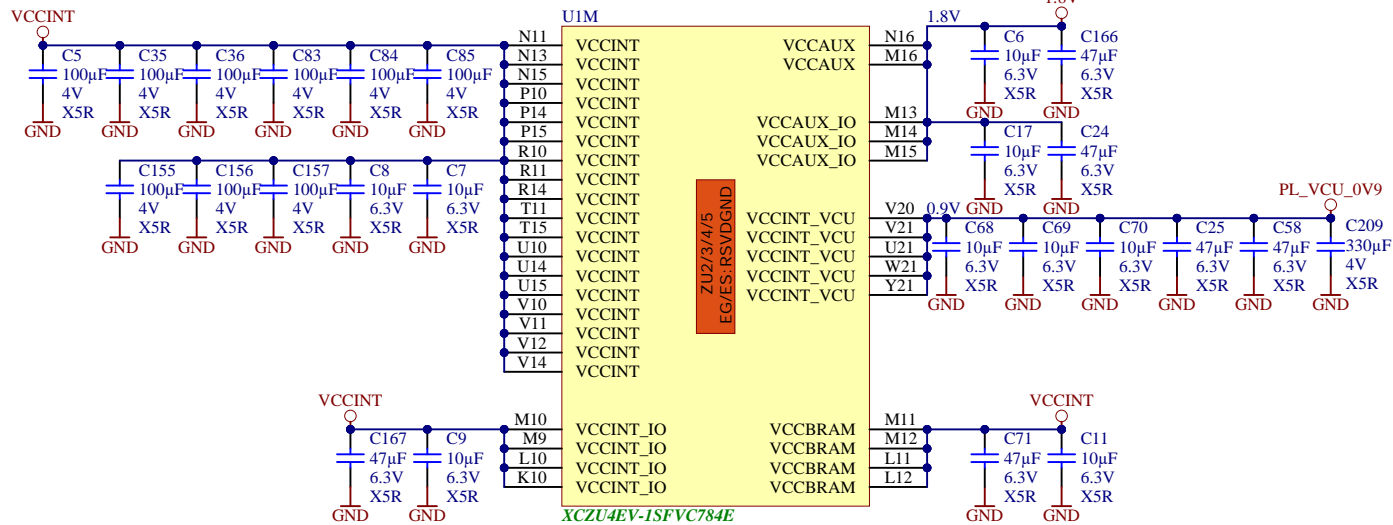 VCCINT
U1M
1.8V
1.8V
C5
100µF
4V
X5R
GND
C35
100µF
4V
X5R
GND
C36
100µF
4V
X5R
GND
C83
100µF
4V
X5R
GND
C84
100µF
4V
X5R
GND
C85
100µF
4V
X5R
GND
C155
100µF
4V
X5R
GND
C156
100µF
4V
X5R
GND
C157
100µF
4V
X5R
GND
C8
10µF
6.3V
X5R
GND
C7
10µF
6.3V
X5R
GND
N11 VCCINT
N13 VCCINT
N15 VCCINT
P10 VCCINT
P14 VCCINT
P15 VCCINT
R10 VCCINT
R11 VCCINT
R14 VCCINT
T11 VCCINT
T15 VCCINT
U10 VCCINT
U14 VCCINT
U15 VCCINT
V10 VCCINT
V11 VCCINT
V12 VCCINT
V14 VCCINT
VCCINT
C167
47µF
6.3V
X5R
GND
C9
10µF
6.3V
X5R
GND
M10 VCCINT_IO
M9 VCCINT_IO
L10 VCCINT_IO
K10 VCCINT_IO
ZU2/3/4/5
EG/ES:RSVDGND
VCCAUX N16
VCCAUX M16
VCCAUX_IO M13
VCCAUX_IO M14
VCCAUX_IO M15
C6
10µF
6.3V
X5R
GND
C166
47µF
6.3V
X5R
GND
C17
10µF
6.3V
X5R
GND
C24
47µF
6.3V
X5R
GND
PL_VCU_0V9
VCCINT_VCU V20 0.9V
VCCINT_VCU V21
VCCINT_VCU U21
VCCINT_VCU W21
VCCINT_VCU Y21
C68
10µF
6.3V
X5R
GND
C69
10µF
6.3V
X5R
GND
C70
10µF
6.3V
X5R
GND
C25
47µF
6.3V
X5R
GND
C58
47µF
6.3V
X5R
GND
C209
330µF
4V
X5R
GND
VCCINT
VCCBRAM M11
VCCBRAM M12
VCCBRAM L11
VCCBRAM L12
C71
47µF
6.3V
X5R
GND
C11
10µF
6.3V
X5R
GND
XCZU4EV-1SFVC784E